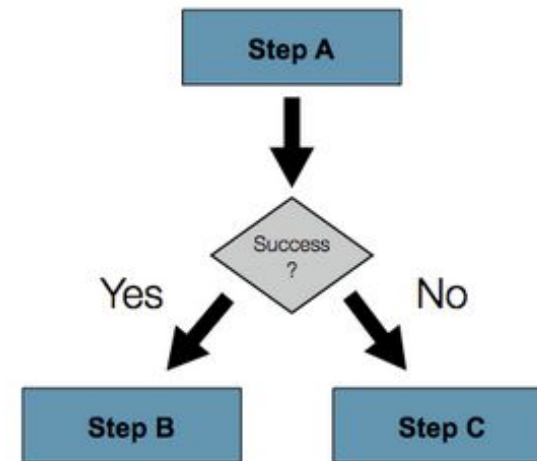 Step A
Success
?
Yes
No
Step B
Step C